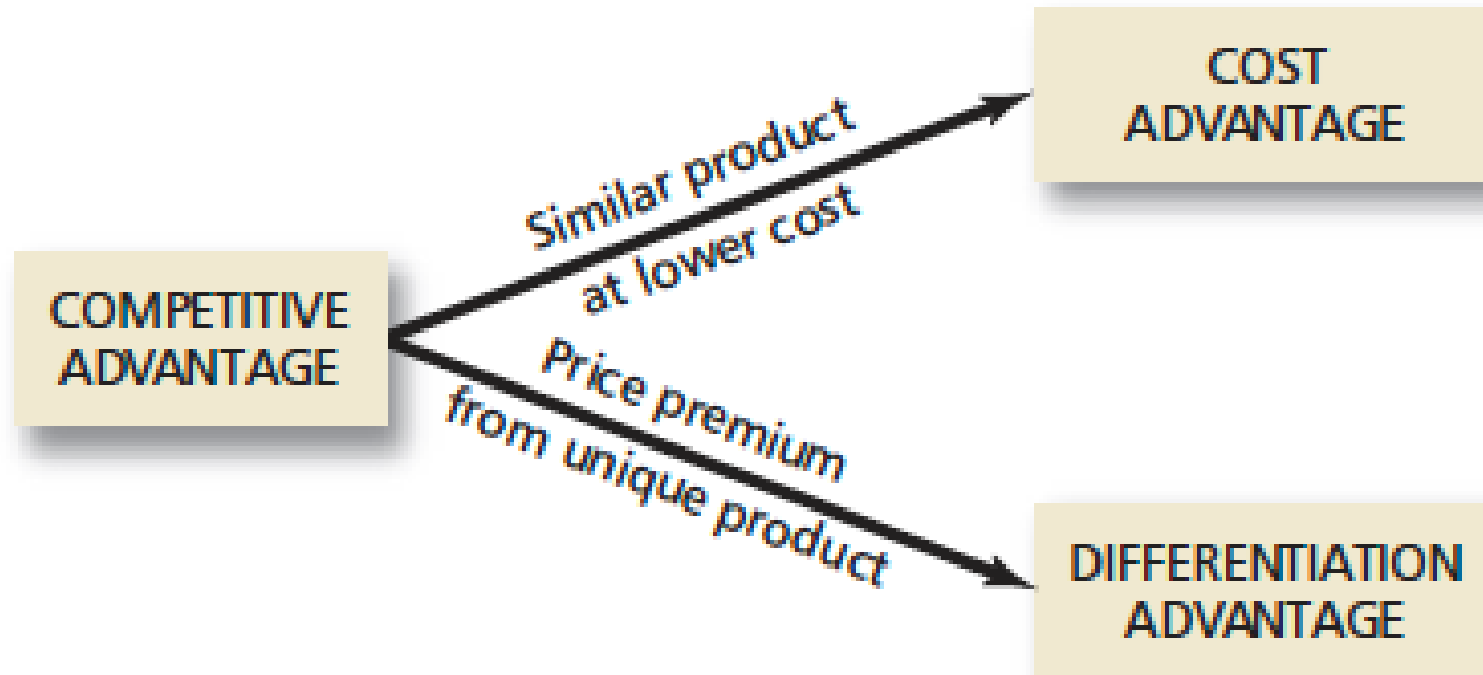 COST
ADVANTAGE
Similar product
at lower cost
COMPETITIVE
ADVANTAGE
Price premium
from unique product
DIFFERENTIATION
ADVANTAGE